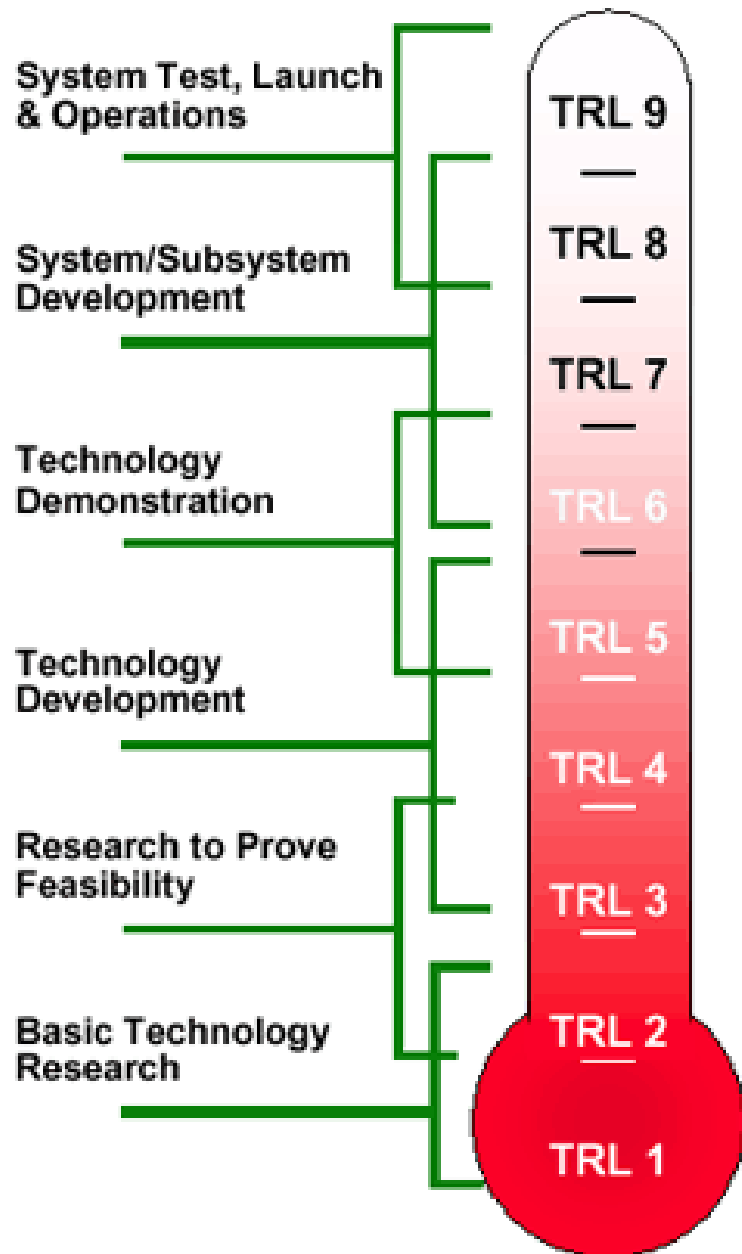 System Test, Launch
& Operations
System/Subsystem
Development
Technology
Demonstration
Technology
Development
Research to Prove
Feasibility
Basic Technology
Research
TRL 9
TRL 8
TRL 7
TRL 6
TRL 5
TRL 4
TRL 3
TRL 2
TRL 1